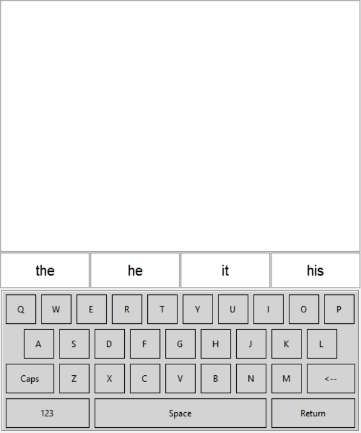 the he it his
Q W E R T Y U I O P
A S D F G H J K L
Caps Z X C V B N M <--
123 Space Return